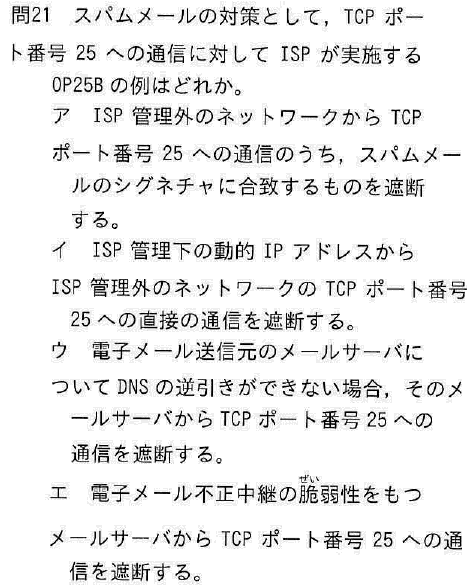 問21　スパムメールの対策として，TCP ポー
ト番号 25 への通信に対して ISP が実施する
OP25B の例はどれか。
ア　ISP 管理外のネットワークから TCP
ポート番号 25 への通信のうち，スパムメー
ルのシグネチャに合致するものを遮断
する。
イ　ISP 管理下の動的 IP アドレスから
ISP 管理外のネットワークの TCP ポート番号
25 への直接の通信を遮断する。
ウ　電子メール送信元のメールサーバに
ついて DNS の逆引きができない場合，そのメ
ールサーバから TCP ポート番号 25 への
通信を遮断する。
ぜい
エ　電子メール不正中継の脆弱性をもつ
メールサーバから TCP ポート番号 25 への通
信を遮断する。